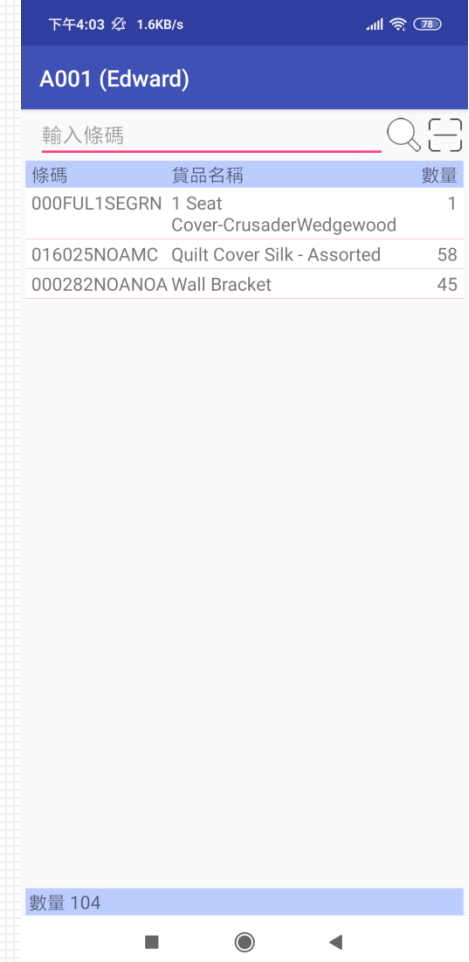 下午4:03 1.6KB/s 78
A001 (Edward)
輸入條碼
條碼 貨品名稱 數量
000FUL1SEGRN 1 Seat 1
Cover-CrusaderWedgewood
016025NOAMC Quilt Cover Silk - Assorted 58
000282NOANOA Wall Bracket 45
數量 104